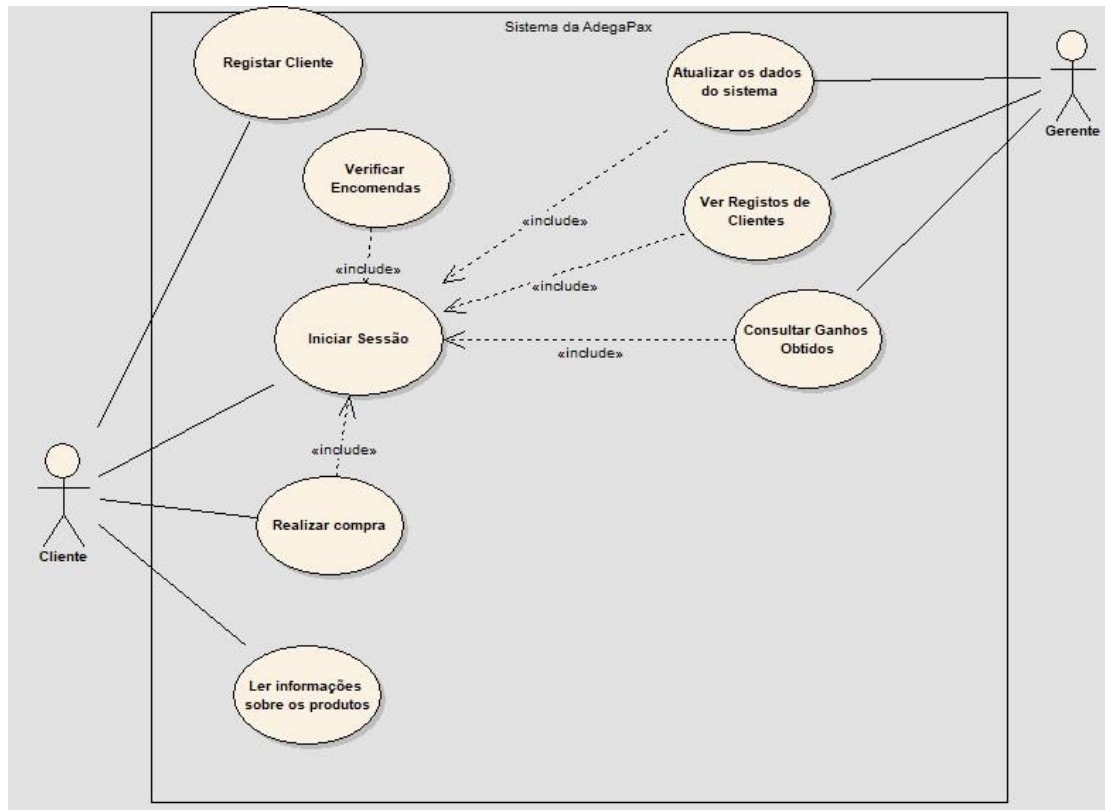 Sistema da AdegaPax
Registar Cliente
Atualizar os dados
do sistema
Gerente
Verificar
Encomendas
Ver Registos de
Clientes
«include»
«include»
«include»
Iniciar Sessão
Consultar Ganhos
Obtidos
«include»
«include»
Realizar compra
Cliente
Ler informações
sobre os produtos